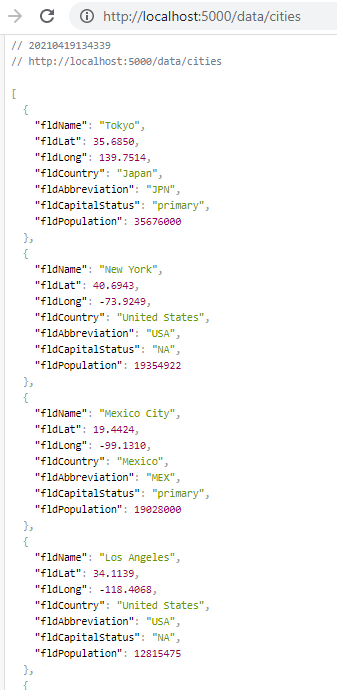 http://localhost:5000/data/cities
// 20210419134339
// http://localhost:5000/data/cities
[
{
"fldName": "Tokyo",
"fldLat": 35.6850,
"fldLong": 139.7514,
"fldCountry": "Japan",
"fldAbbreviation": "JPN",
"fldCapitalStatus": "primary",
"fldPopulation": 35676000
},
{
"fldName": "New York",
"fldLat": 40.6943,
"fldLong": -73.9249,
"fldCountry": "United States",
"fldAbbreviation": "USA",
"fldCapitalStatus": "NA",
"fldPopulation": 19354922
},
{
"fldName": "Mexico City",
"fldLat": 19.4424,
"fldLong": -99.1310,
"fldCountry": "Mexico",
"fldAbbreviation": "MEX",
"fldCapitalStatus": "primary",
"fldPopulation": 19028000
},
{
"fldName": "Los Angeles",
"fldLat": 34.1139,
"fldLong": -118.4068,
"fldCountry": "United States",
"fldAbbreviation": "USA",
"fldCapitalStatus": "NA",
"fldPopulation": 12815475
},
{